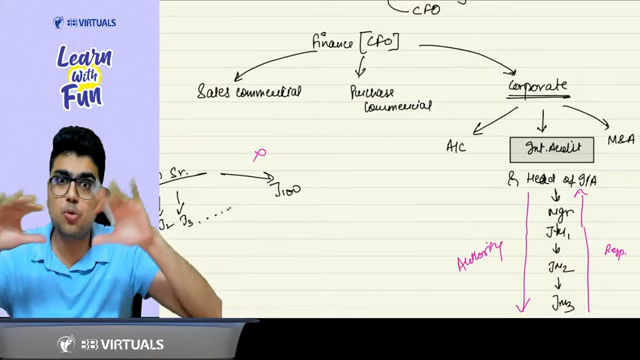 BB VIRTUALS
Learn
With
Fun
CFO
Finance [CFO]
Sales commercial
Purchase
commercial
Corporate
A/C
Int. Audit
M&A
Sr.
J100
J2 J3 ......
Head of I/A
Mgr
JM1
JM2
JM3
Authority
Resp.
BB VIRTUALS